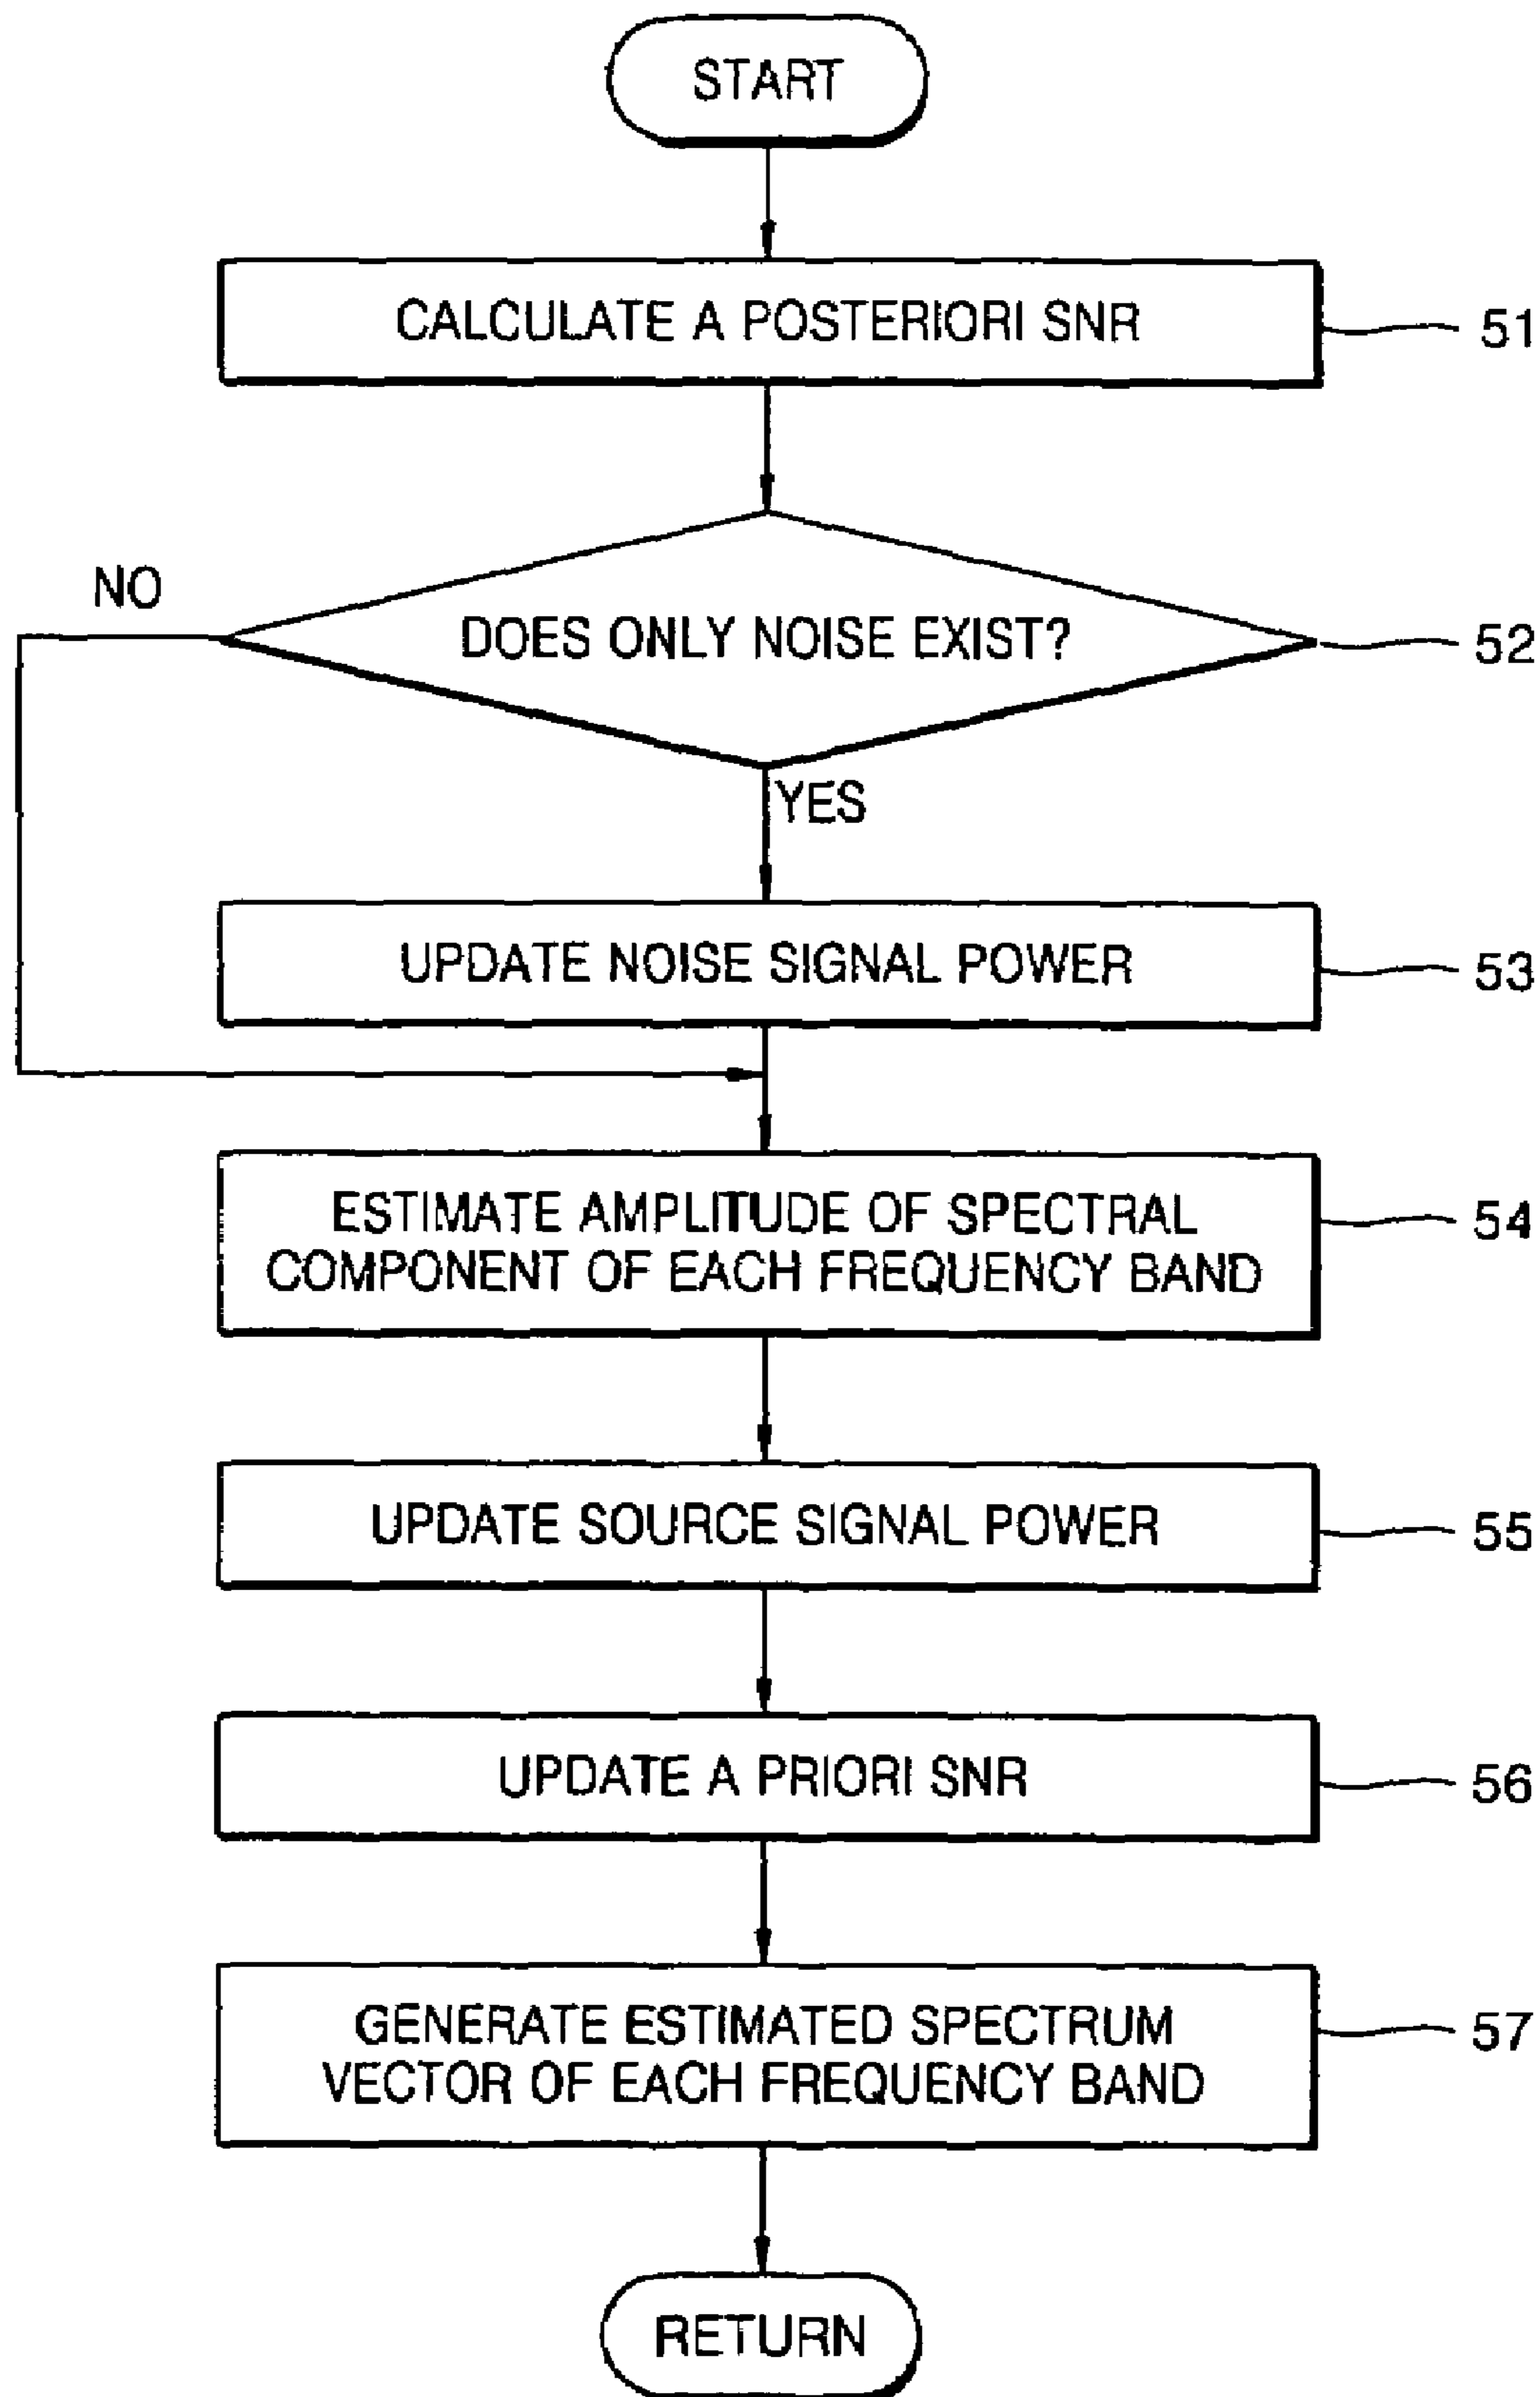 START
CALCULATE A POSTERIORI SNR
51
DOES ONLY NOISE EXIST?
52
NO
YES
UPDATE NOISE SIGNAL POWER
53
ESTIMATE AMPLITUDE OF SPECTRAL
COMPONENT OF EACH FREQUENCY BAND
54
UPDATE SOURCE SIGNAL POWER
55
UPDATE A PRIORI SNR
56
GENERATE ESTIMATED SPECTRUM
VECTOR OF EACH FREQUENCY BAND
57
RETURN